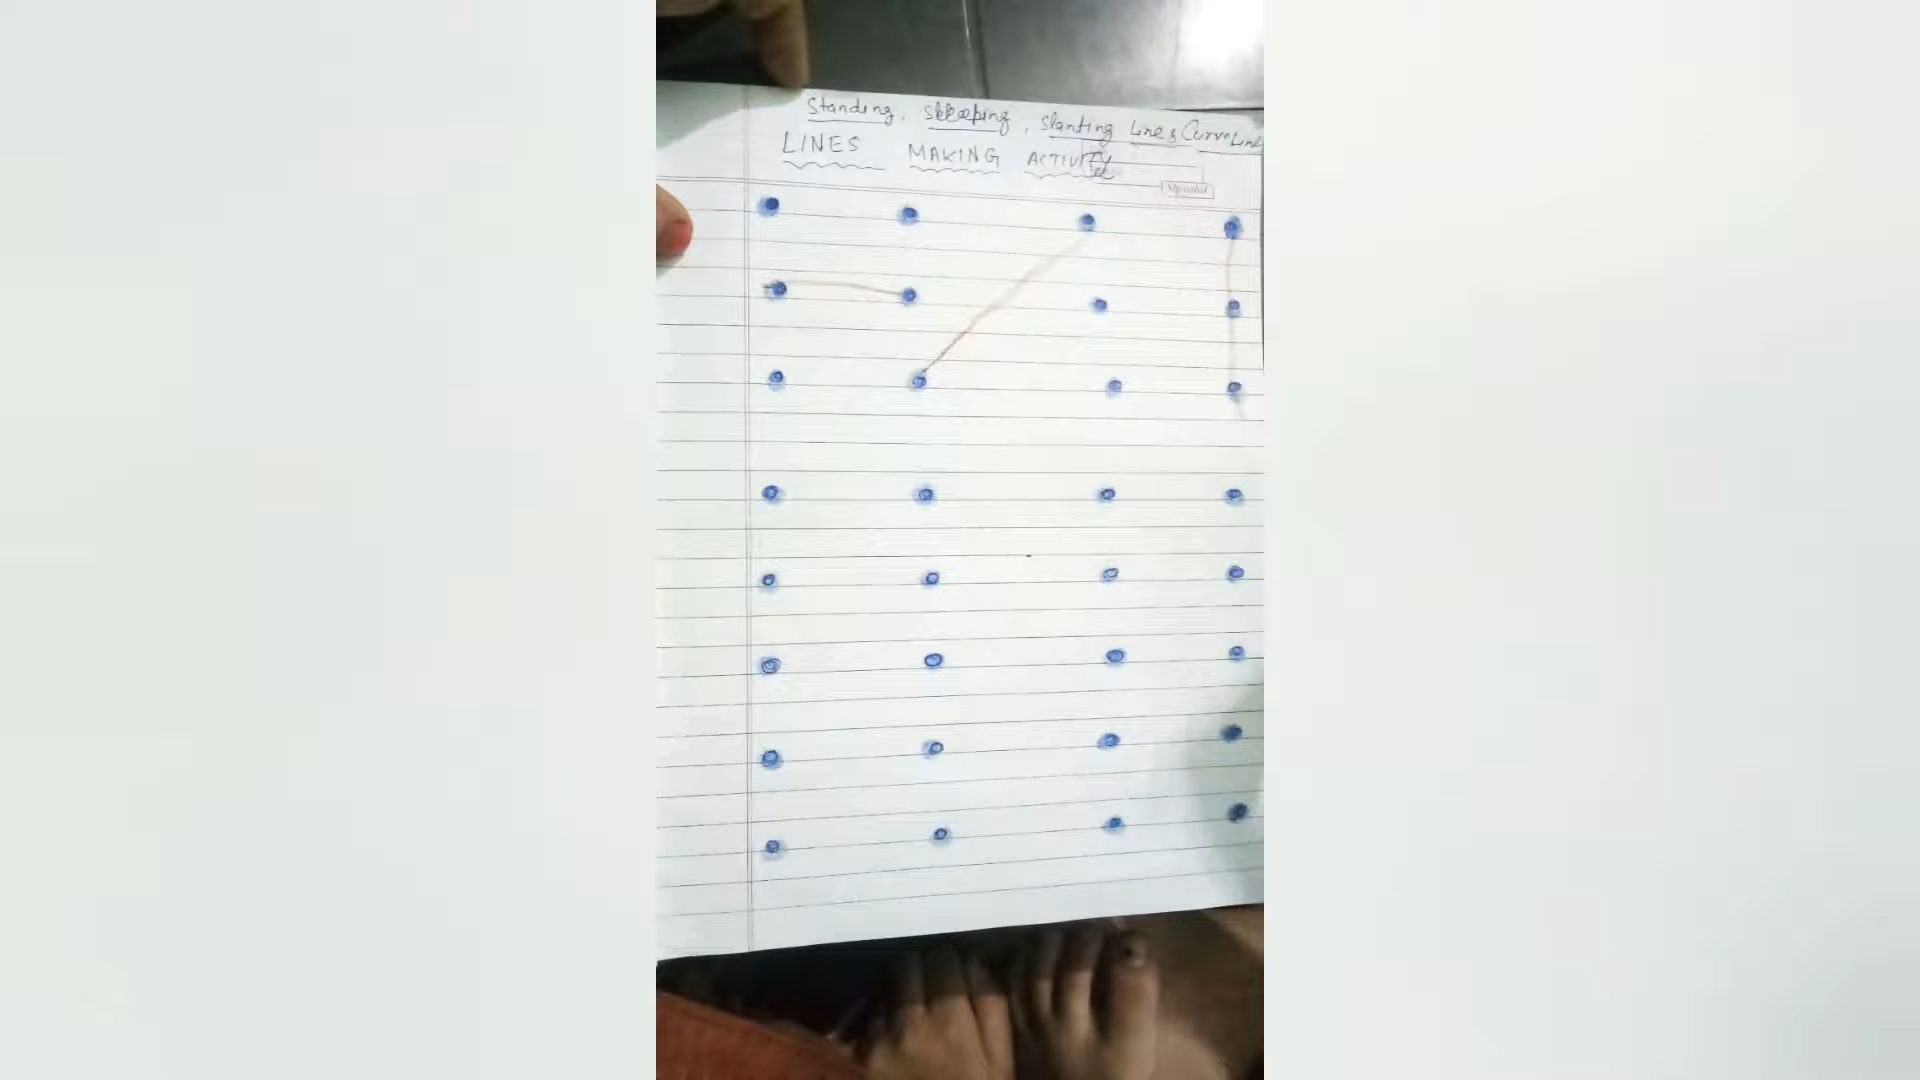 Standing, Sleeping, Slanting Line & Curve Line
LINES MAKING ACTIVITY